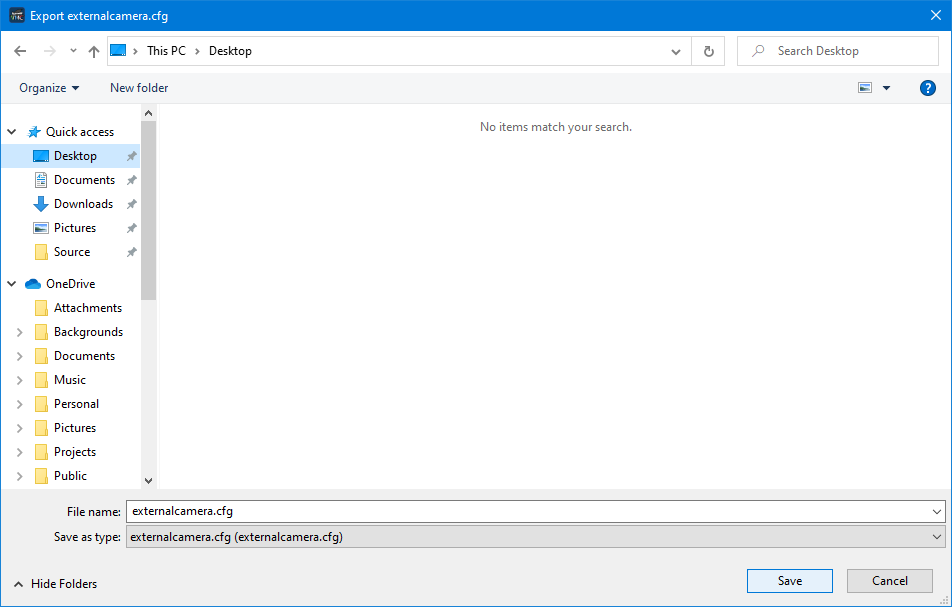 Export externalcamera.cfg
This PC > Desktop
Search Desktop
Organize
New folder
?
No items match your search.
Quick access
Desktop
Documents
Downloads
Pictures
Source
OneDrive
Attachments
Backgrounds
Documents
Music
Personal
Pictures
Projects
Public
File name: externalcamera.cfg
Save as type: externalcamera.cfg (externalcamera.cfg)
Hide Folders
Save
Cancel